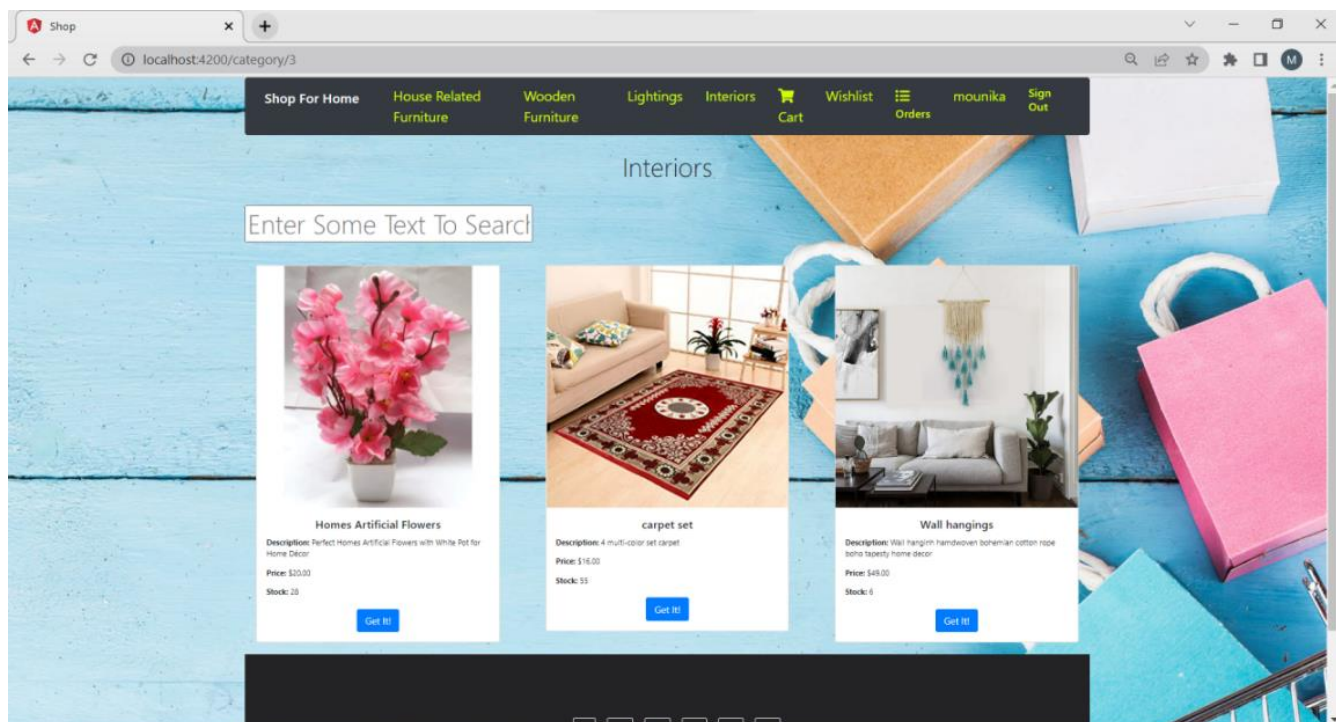 Shop
localhost:4200/category/3
M
Shop For Home
House Related
Furniture
Wooden
Furniture
Lightings
Interiors
Cart
Wishlist
Orders
mounika
Sign
Out
Interiors
Enter Some Text To Search
Homes Artificial Flowers
Description: Perfect Homes Artificial Flowers with White Pot for
Home Décor
Price: $20.00
Stock: 28
Get It!
carpet set
Description: 4 multi-color set carpet
Price: $16.00
Stock: 55
Get It!
Wall hangings
Description: Wall hanginh hamdwoven bohemian cotton rope
boho tapesty home decor
Price: $49.00
Stock: 6
Get It!